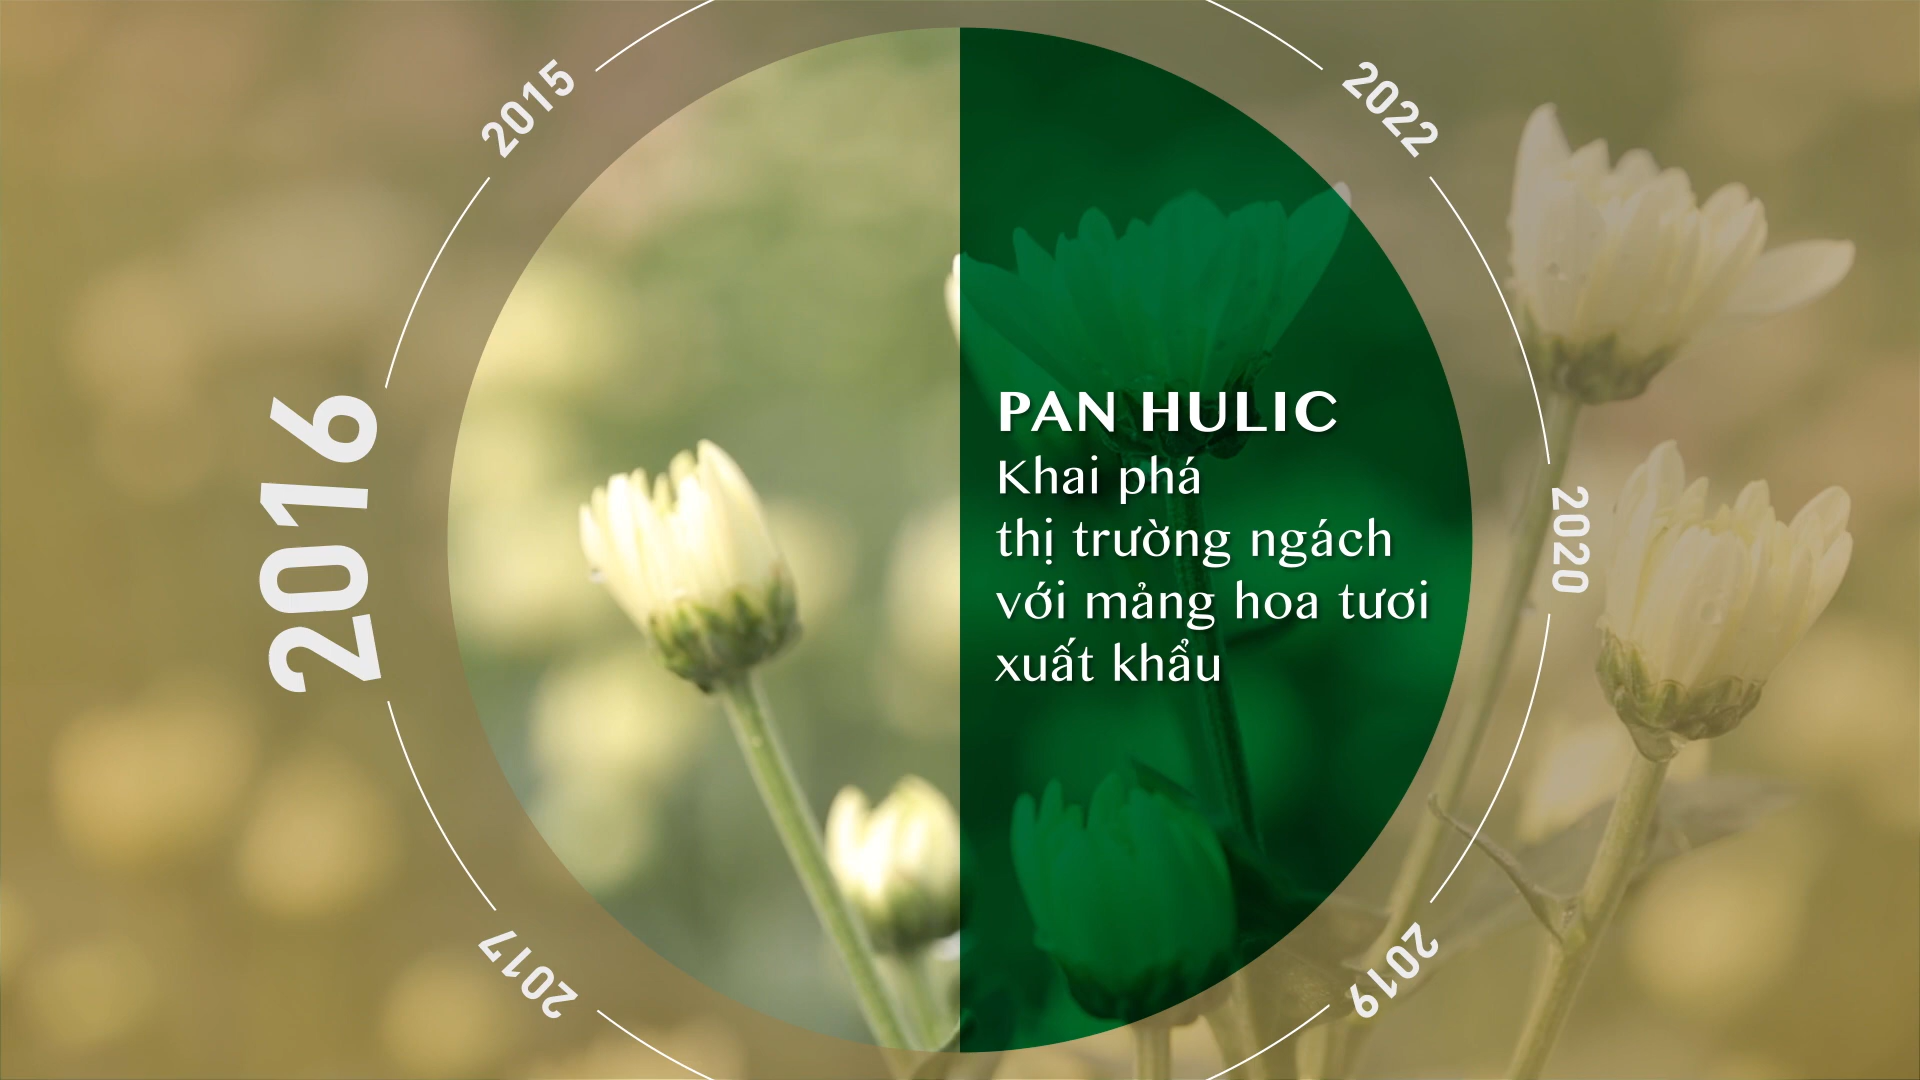 2015
2022
2016
PAN HULIC
Khai phá
thị trường ngách
với mảng hoa tươi
xuất khẩu
2020
2017
2019